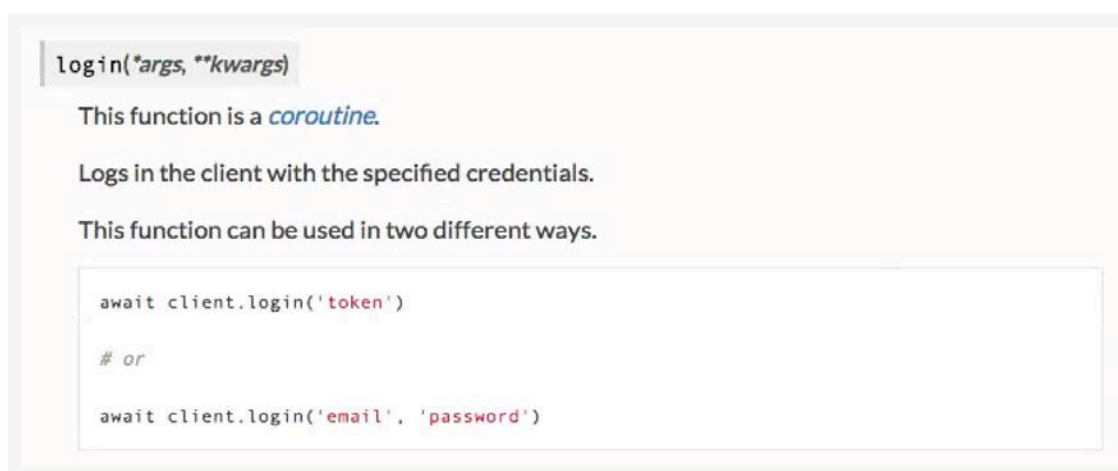 login(*args, **kwargs)
This function is a coroutine.
Logs in the client with the specified credentials.
This function can be used in two different ways.
await client.login('token')
# or
await client.login('email', 'password')